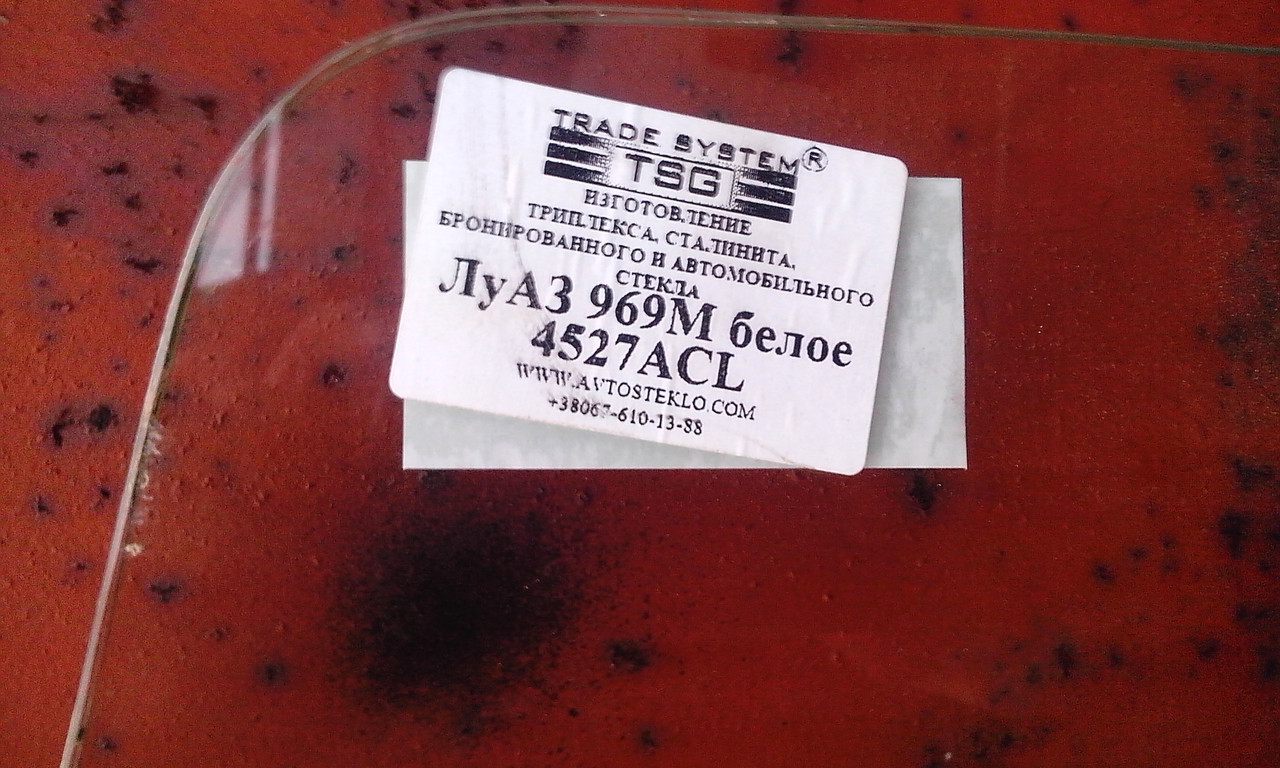 TRADE SYSTEM®
TSG
ИЗГОТОВЛЕНИЕ
ТРИПЛЕКСА, СТАЛИНИТА,
БРОНИРОВАННОГО И АВТОМОБИЛЬНОГО
СТЕКЛА
ЛуАЗ 969М белое
4527ACL
WWW.AVTOSTEKLO.COM
+38067-610-13-88